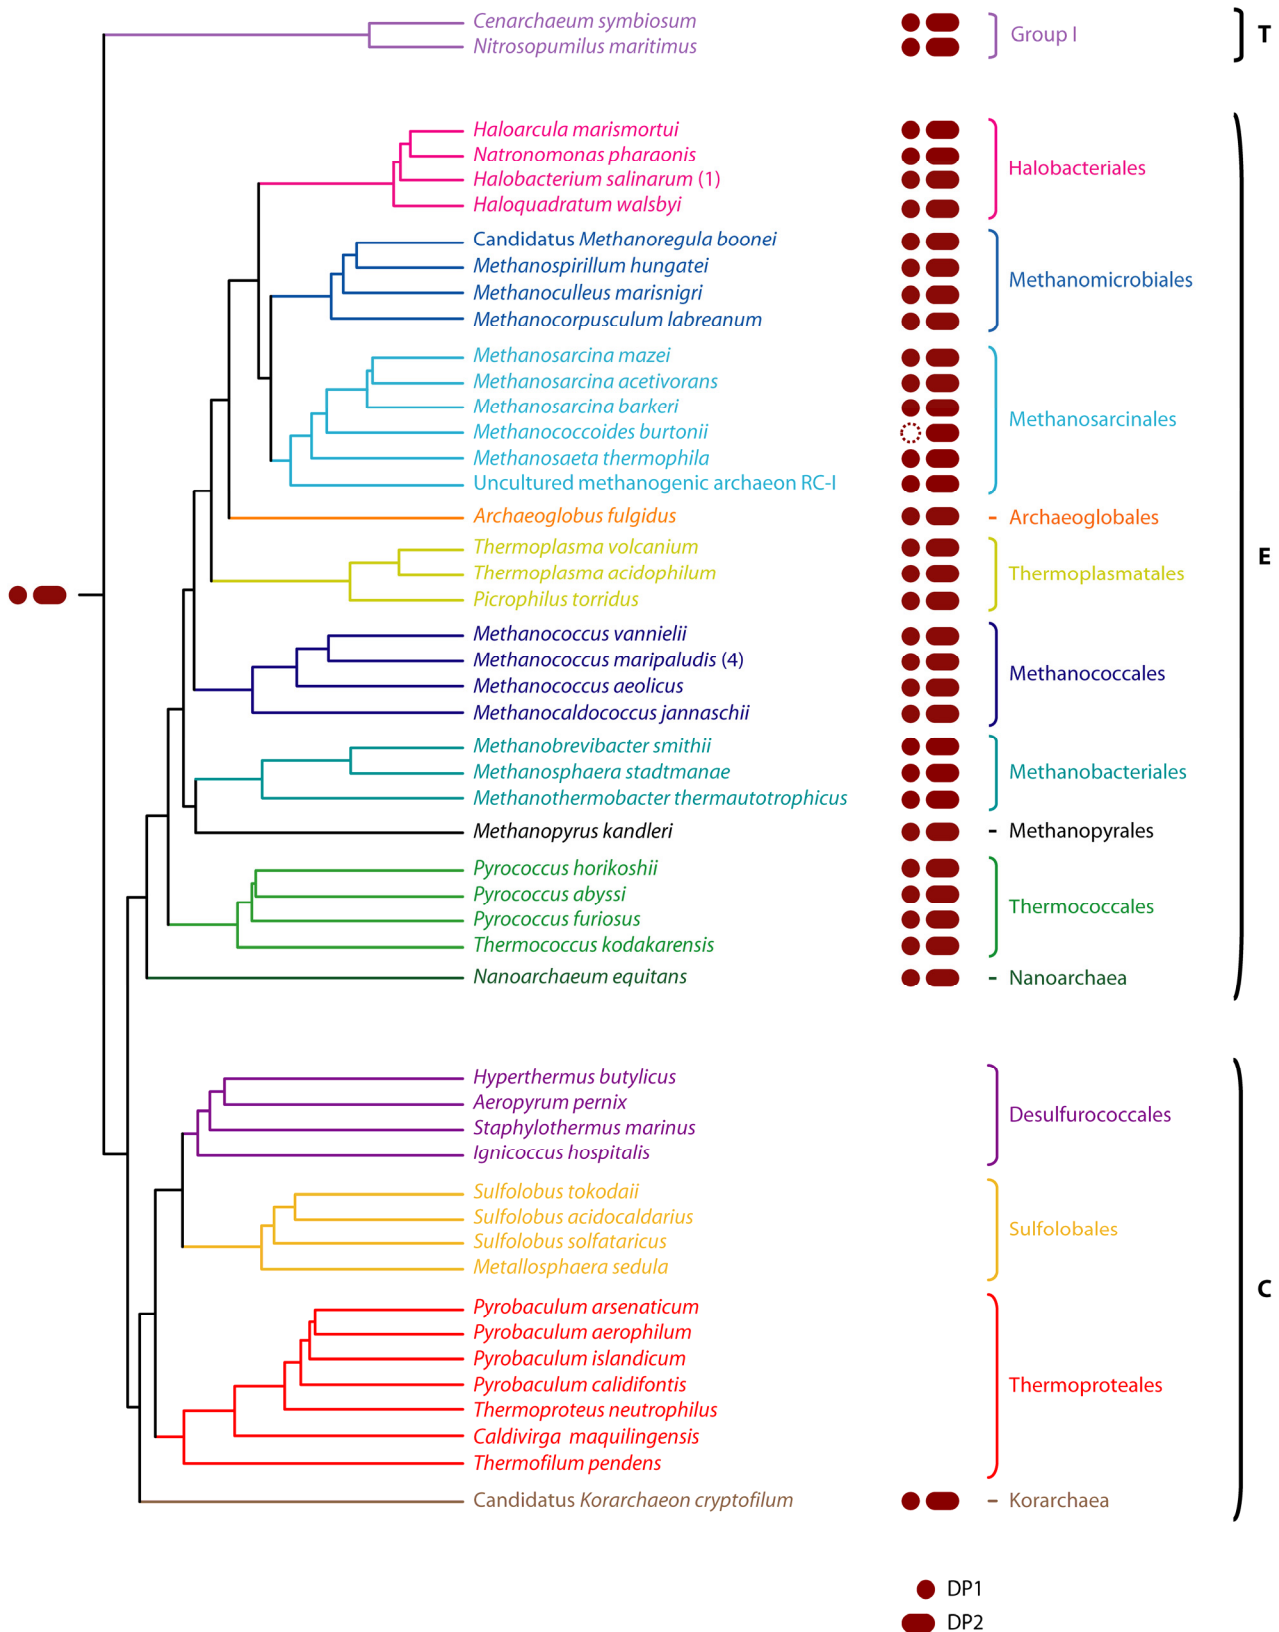 Cenarchaeum symbiosum
Nitrosopumilus maritimus
Group I
T
Haloarcula marismortui
Natronomonas pharaonis
Halobacterium salinarum (1)
Haloquadratum walsbyi
Halobacteriales
Candidatus Methanoregula boonei
Methanospirillum hungatei
Methanoculleus marisnigri
Methanocorpusculum labreanum
Methanomicrobiales
Methanosarcina mazei
Methanosarcina acetivorans
Methanosarcina barkeri
Methanococcoides burtonii
Methanosaeta thermophila
Uncultured methanogenic archaeon RC-I
Methanosarcinales
Archaeoglobus fulgidus
Archaeoglobales
Thermoplasma volcanium
Thermoplasma acidophilum
Picrophilus torridus
Thermoplasmatales
E
Methanococcus vannielii
Methanococcus maripaludis (4)
Methanococcus aeolicus
Methanocaldococcus jannaschii
Methanococcales
Methanobrevibacter smithii
Methanosphaera stadtmanae
Methanothermobacter thermautotrophicus
Methanobacteriales
Methanopyrus kandleri
Methanopyrales
Pyrococcus horikoshii
Pyrococcus abyssi
Pyrococcus furiosus
Thermococcus kodakarensis
Thermococcales
Nanoarchaeum equitans
Nanoarchaea
Hyperthermus butylicus
Aeropyrum pernix
Staphylothermus marinus
Ignicoccus hospitalis
Desulfurococcales
Sulfolobus tokodaii
Sulfolobus acidocaldarius
Sulfolobus solfataricus
Metallosphaera sedula
Sulfolobales
C
Pyrobaculum arsenaticum
Pyrobaculum aerophilum
Pyrobaculum islandicum
Pyrobaculum calidifontis
Thermoproteus neutrophilus
Caldivirga maquilingensis
Thermofilum pendens
Thermoproteales
Candidatus Korarchaeon cryptofilum
Korarchaea
DP1
DP2